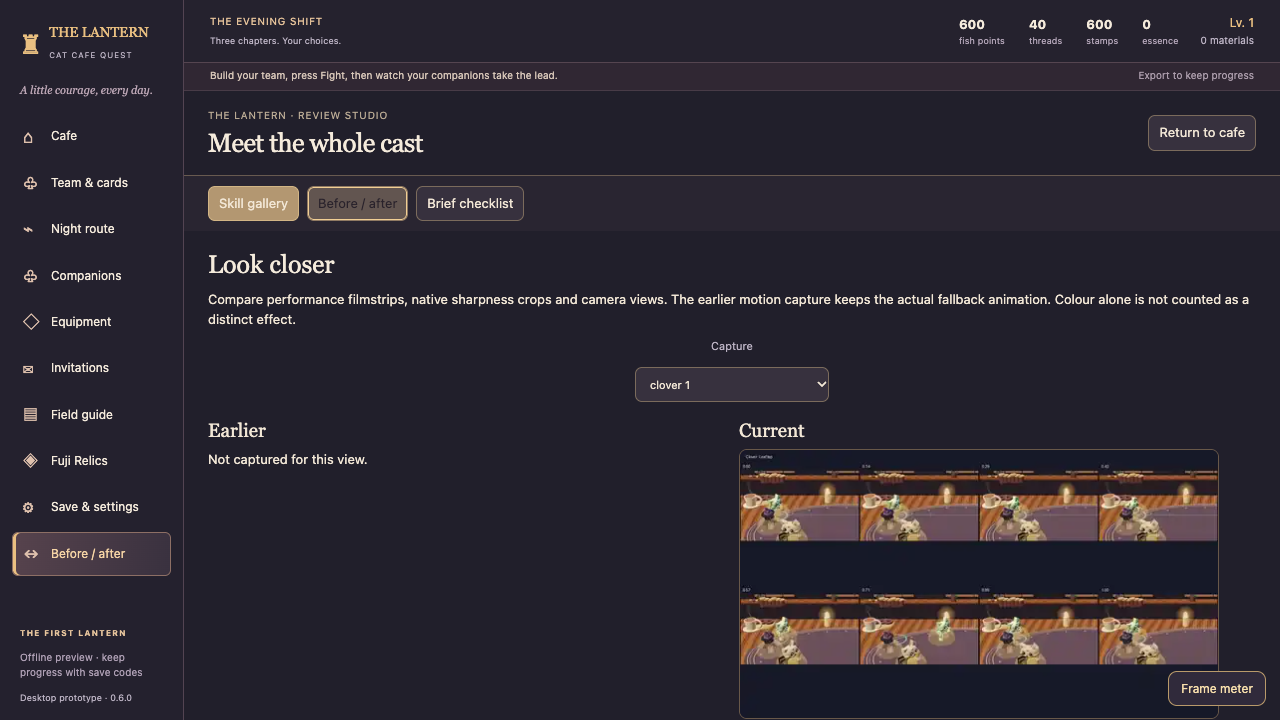 THE LANTERN
CAT CAFE QUEST
A little courage, every day.
Cafe
Team & cards
Night route
Companions
Equipment
Invitations
Field guide
Fuji Relics
Save & settings
Before / after
THE FIRST LANTERN
Offline preview · keep
progress with save codes
Desktop prototype · 0.6.0
THE EVENING SHIFT
Three chapters. Your choices.
600
fish points
40
threads
600
stamps
0
essence
Lv. 1
0 materials
Build your team, press Fight, then watch your companions take the lead.
Export to keep progress
THE LANTERN · REVIEW STUDIO
Meet the whole cast
Return to cafe
Skill gallery
Before / after
Brief checklist
Look closer
Compare performance filmstrips, native sharpness crops and camera views. The earlier motion capture keeps the actual fallback animation. Colour alone is not counted as a
distinct effect.
Capture
clover 1
Earlier
Not captured for this view.
Current
Frame meter